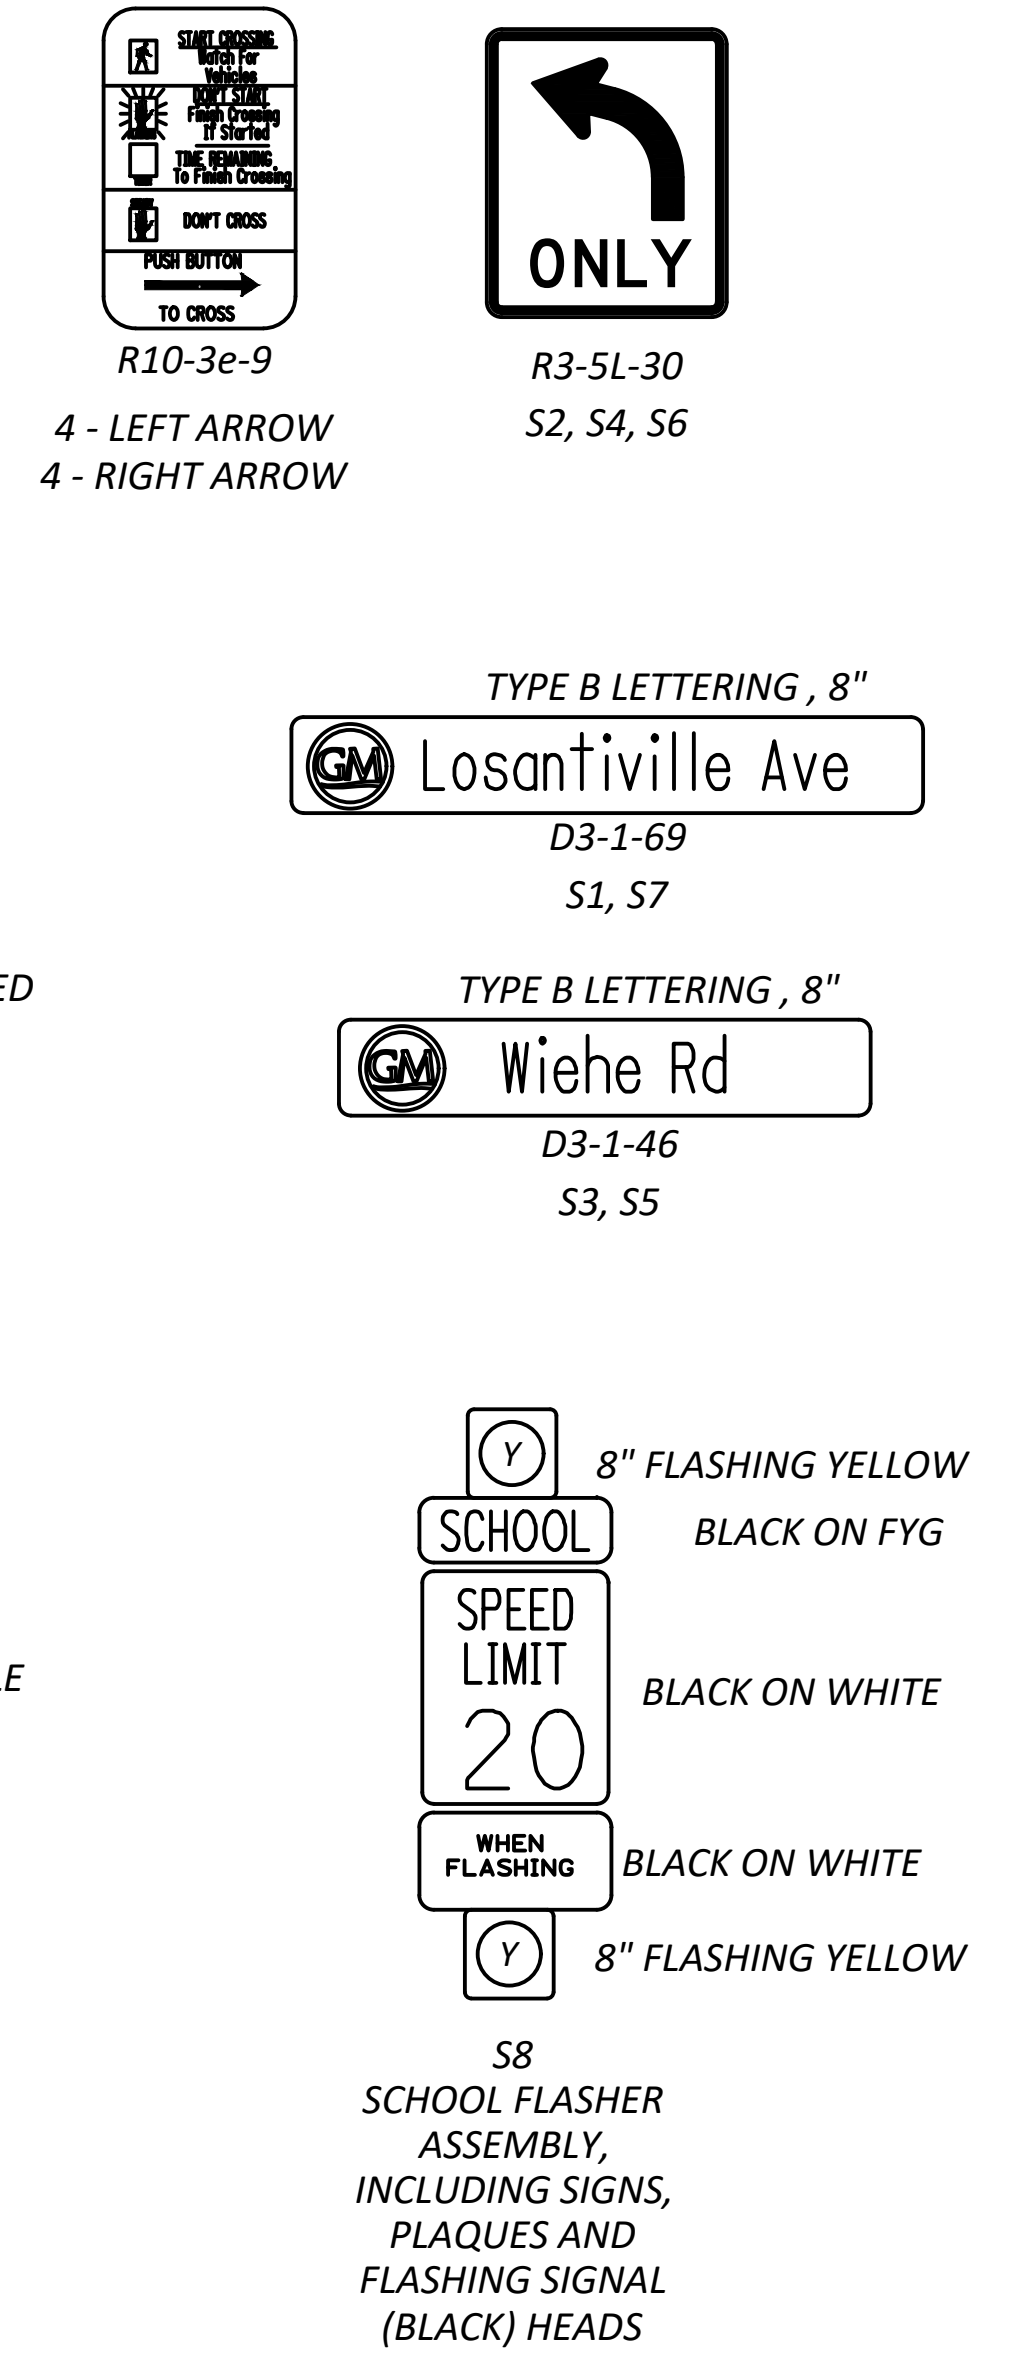 START CROSSING
Watch For
Vehicles
DON'T START
Finish Crossing
If Started
TIME REMAINING
To Finish Crossing
DON'T CROSS
PUSH BUTTON
TO CROSS
R10-3e-9
4 - LEFT ARROW
4 - RIGHT ARROW
ONLY
R3-5L-30
S2, S4, S6
TYPE B LETTERING , 8"
GM Losantiville Ave
D3-1-69
S1, S7
ED
TYPE B LETTERING , 8"
GM Wiehe Rd
D3-1-46
S3, S5
Y
8" FLASHING YELLOW
SCHOOL
BLACK ON FYG
SPEED
LIMIT
20
LE
BLACK ON WHITE
WHEN
FLASHING
BLACK ON WHITE
Y
8" FLASHING YELLOW
S8
SCHOOL FLASHER
ASSEMBLY,
INCLUDING SIGNS,
PLAQUES AND
FLASHING SIGNAL
(BLACK) HEADS